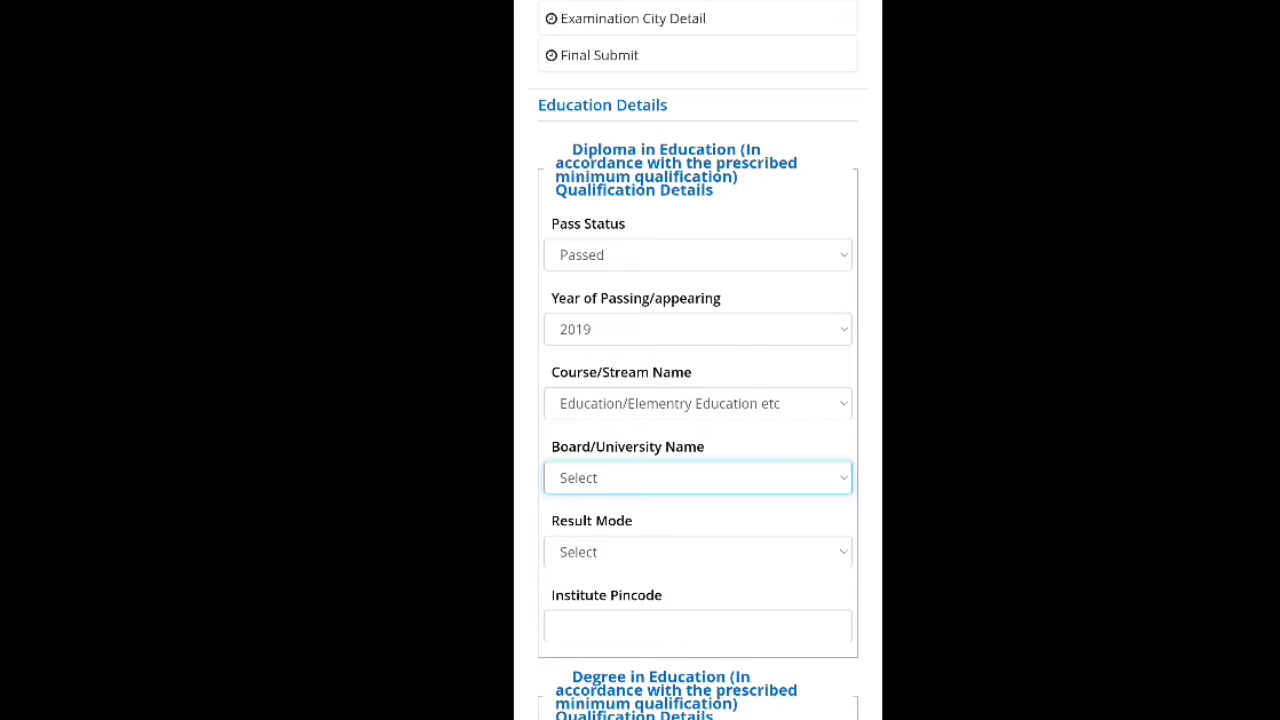 Examination City Detail
Final Submit
Education Details
Diploma in Education (In
accordance with the prescribed
minimum qualification)
Qualification Details
Pass Status
Passed
Year of Passing/appearing
2019
Course/Stream Name
Education/Elementry Education etc
Board/University Name
Select
Result Mode
Select
Institute Pincode
Degree in Education (In
accordance with the prescribed
minimum qualification)
Qualification Details